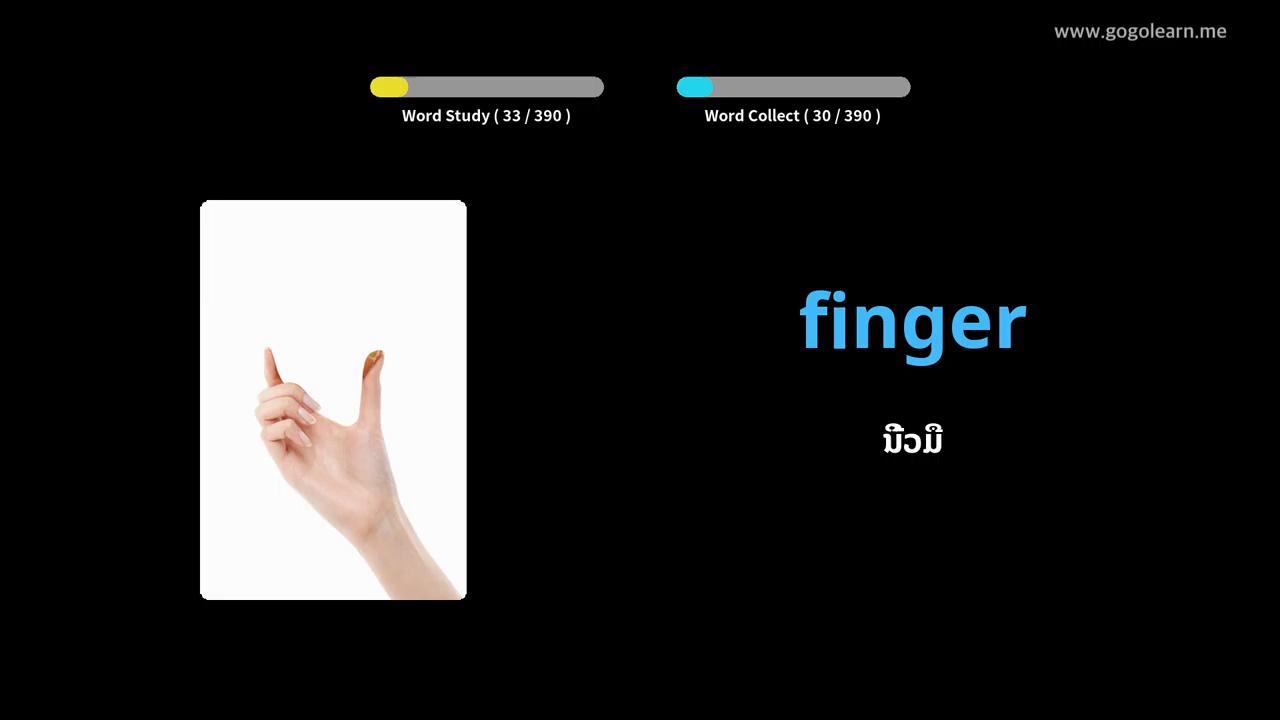 www.gogolearn.me
Word Study ( 33 / 390 )
Word Collect ( 30 / 390 )
finger
ນີ້ວມື